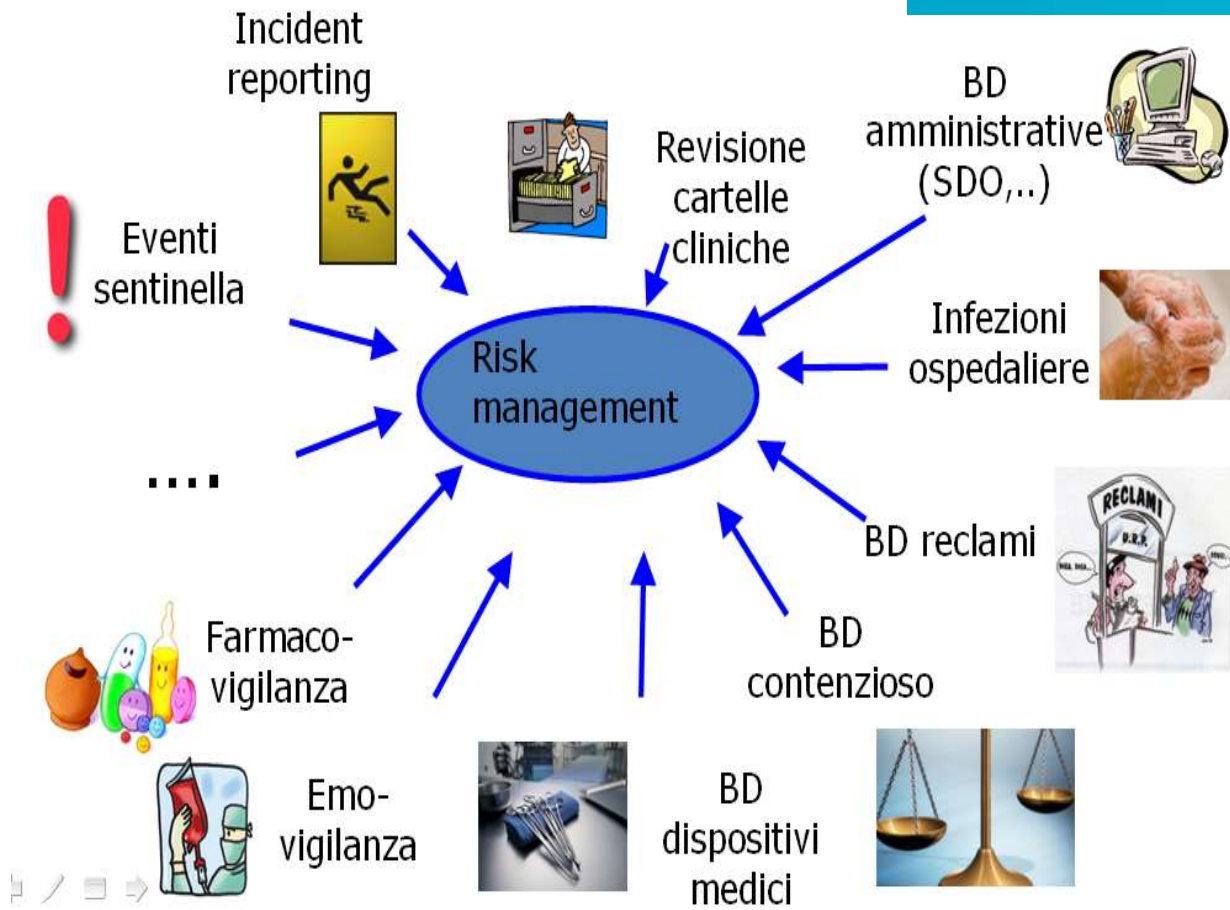 Incident
reporting
BD
amministrative
(SDO,..)
Revisione
cartelle
cliniche
Eventi
sentinella
Risk
management
Infezioni
ospedaliere
....
RECLAMI
BD reclami
Farmaco-
vigilanza
BD
contenzioso
Emo-
vigilanza
BD
dispositivi
medici